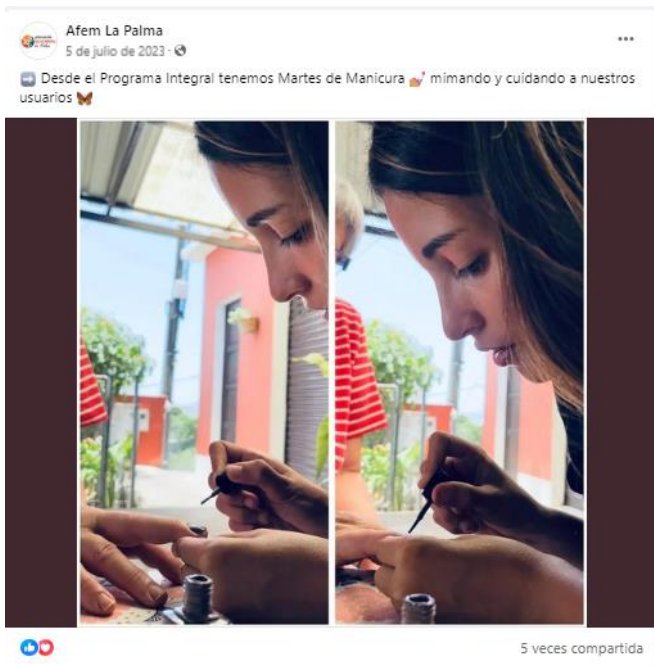 Afem La Palma
5 de julio de 2023 ·
Desde el Programa Integral tenemos Martes de Manicura 💅 mimando y cuidando a nuestros
usuarios 🦋
5 veces compartida